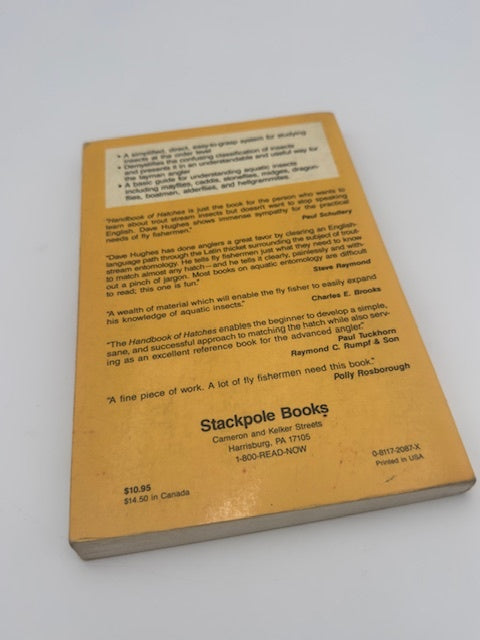 • A simplified, direct, easy-to-grasp system for studying
insects at the order level
• Demystifies the confusing classification of insects
and presents it in an understandable and useful way for
the layman angler
• A basic guide for understanding aquatic insects
including mayflies, caddis, stoneflies, midges, dragon-
flies, boatmen, alderflies, and hellgrammites
"Handbook of Hatches is just the book for the person who wants to
learn about trout stream insects but doesn't want to stop speaking
English. Dave Hughes shows immense sympathy for the practical
needs of fly fishermen."
Paul Schullery
"Dave Hughes has done anglers a great favor by clearing an English-
language path through the Latin thicket surrounding the subject of trout-
stream entomology. He tells fly fishermen just what they need to know
to match almost any hatch—and he tells it clearly, painlessly and with-
out a pinch of jargon. Most books on aquatic entomology are difficult
to read; this one is fun."
Steve Raymond
"A wealth of material which will enable the fly fisher to easily expand
his knowledge of aquatic insects."
Charles E. Brooks
"The Handbook of Hatches enables the beginner to develop a simple,
sane, and successful approach to matching the hatch while also serv-
ing as an excellent reference book for the advanced angler."
Paul Tuckhorn
Raymond C. Rumpf & Son
"A fine piece of work. A lot of fly fishermen need this book."
Polly Rosborough
Stackpole Books
Cameron and Kelker Streets
Harrisburg, PA 17105
1-800-READ-NOW
$10.95
$14.50 in Canada
0-8117-2087-X
Printed in USA